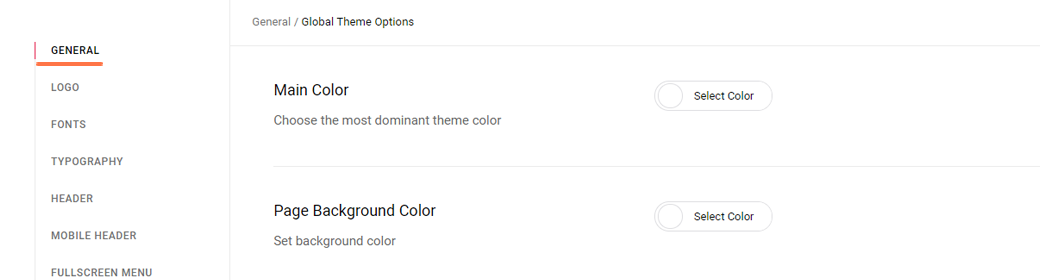 General / Global Theme Options
GENERAL
LOGO
FONTS
TYPOGRAPHY
HEADER
MOBILE HEADER
FULLSCREEN MENU
Main Color
Choose the most dominant theme color
Select Color
Page Background Color
Set background color
Select Color